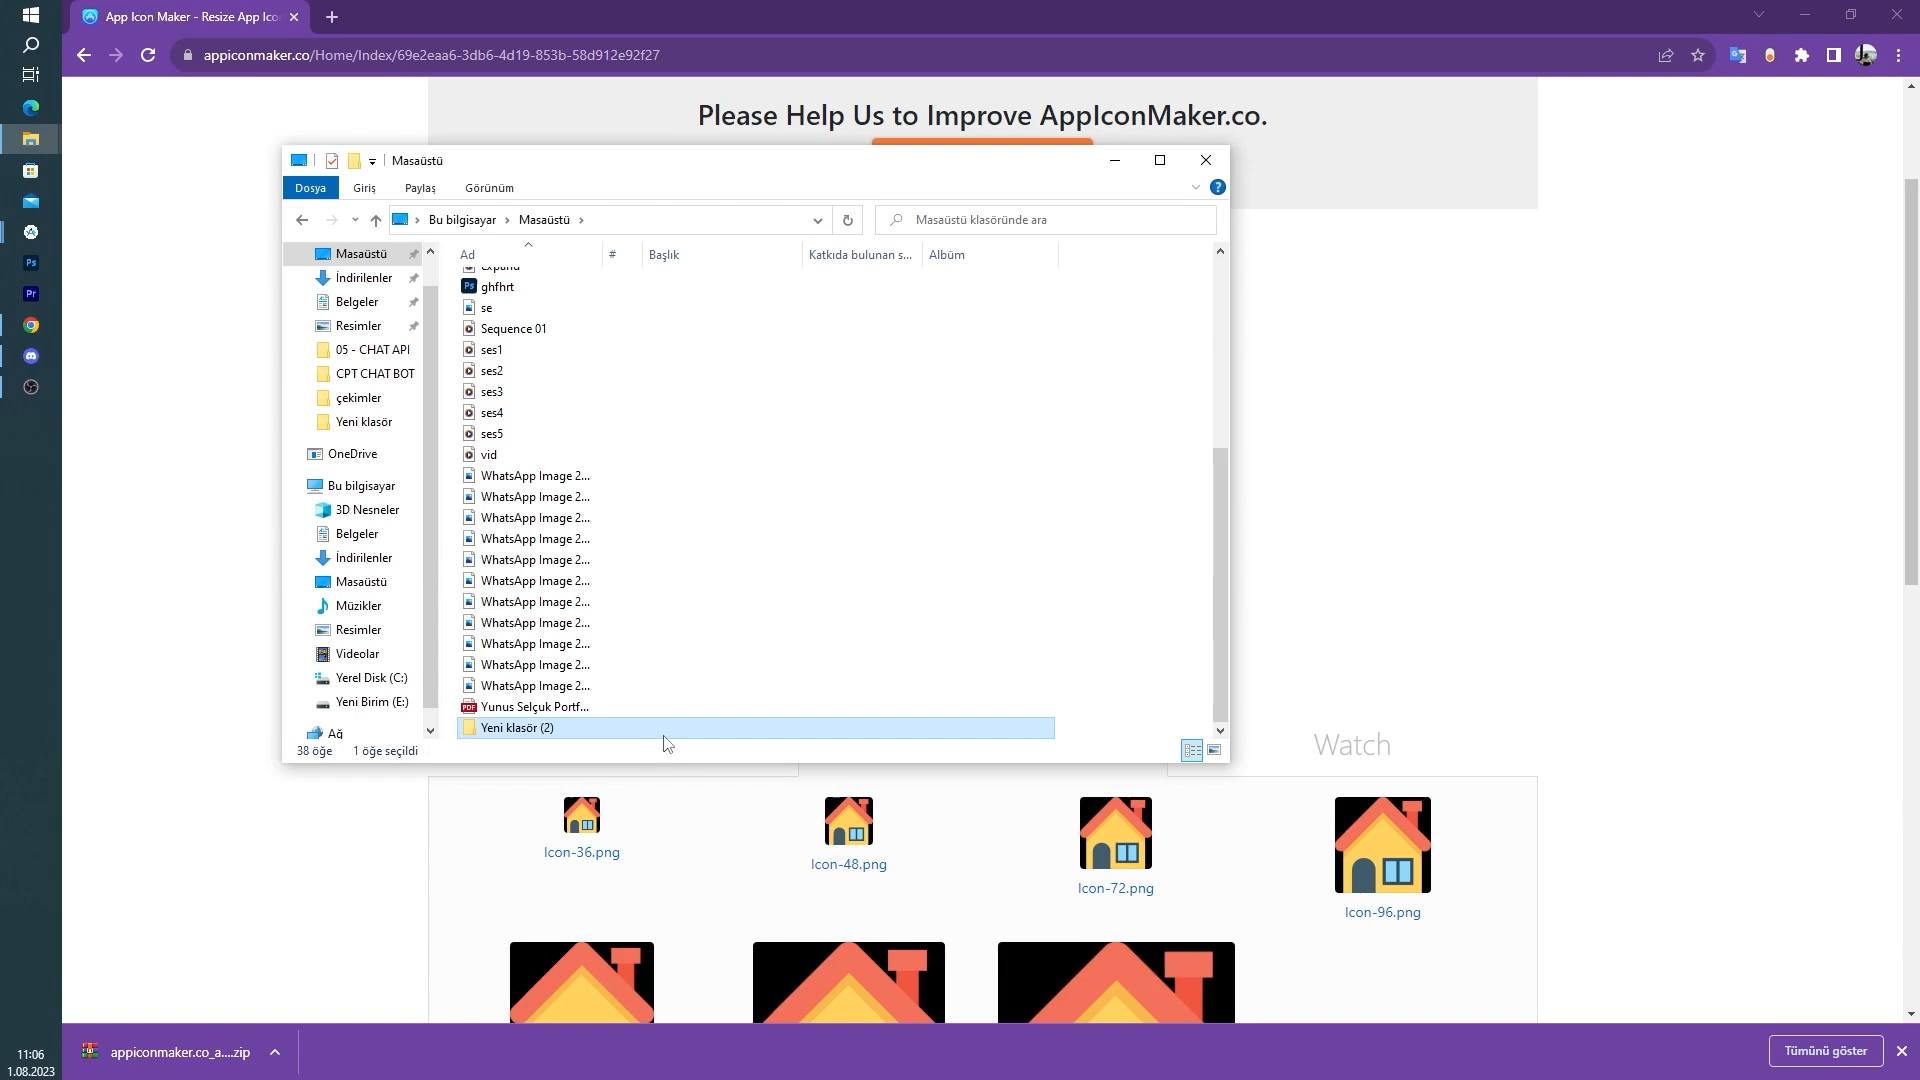 App Icon Maker - Resize App Ico
appiconmaker.co/Home/Index/69e2eaa6-3db6-4d19-853b-58d912e92f27
Please Help Us to Improve AppIconMaker.co.
Masaüstü
Dosya
Giriş
Paylaş
Görünüm
Bu bilgisayar
Masaüstü
Masaüstü klasöründe ara
Masaüstü
İndirilenler
Belgeler
Resimler
05 - CHAT API
CPT CHAT BOT
çekimler
Yeni klasör
OneDrive
Bu bilgisayar
3D Nesneler
Belgeler
İndirilenler
Masaüstü
Müzikler
Resimler
Videolar
Yerel Disk (C:)
Yeni Birim (E:)
Ağ
Ad
#
Başlık
Katkıda bulunan s...
Albüm
expand
ghfhrt
se
Sequence 01
ses1
ses2
ses3
ses4
ses5
vid
WhatsApp Image 2...
WhatsApp Image 2...
WhatsApp Image 2...
WhatsApp Image 2...
WhatsApp Image 2...
WhatsApp Image 2...
WhatsApp Image 2...
WhatsApp Image 2...
WhatsApp Image 2...
WhatsApp Image 2...
WhatsApp Image 2...
Yunus Selçuk Portf...
Yeni klasör (2)
38 öğe
1 öğe seçildi
Watch
Icon-36.png
Icon-48.png
Icon-72.png
Icon-96.png
appiconmaker.co_a....zip
Tümünü göster
Ps
Pr
11:06
1.08.2023